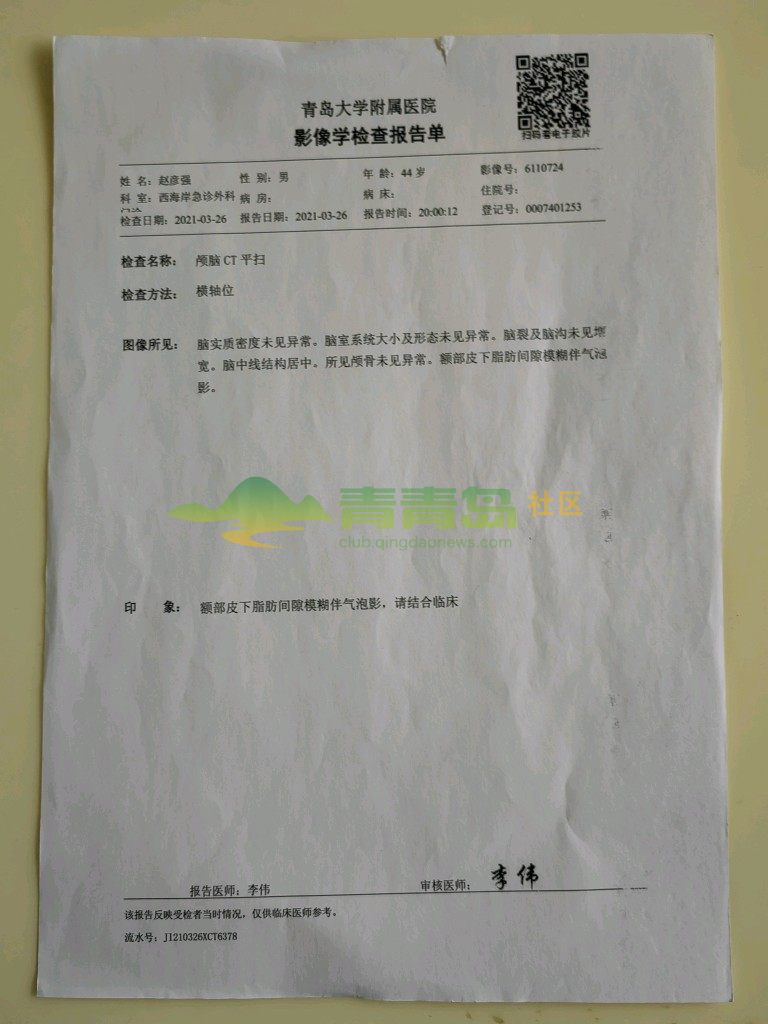 青岛大学附属医院
影像学检查报告单
扫码看电子胶片
姓 名：赵彦强 性 别：男 年 龄：44 岁 影像号：6110724
科 室：西海岸急诊外科 病 房： 病 床： 住院号：
检查日期：2021-03-26 报告日期：2021-03-26 报告时间：20:00:12 登记号：0007401253
检查名称： 颅脑 CT 平扫
检查方法： 横轴位
图像所见： 脑实质密度未见异常。脑室系统大小及形态未见异常。脑裂及脑沟未见增
宽。脑中线结构居中。所见颅骨未见异常。额部皮下脂肪间隙模糊伴气泡
影。
青青岛 社区
club.qingdaonews.com
印 象： 额部皮下脂肪间隙模糊伴气泡影，请结合临床
报告医师：李伟 审核医师： 李伟
该报告反映受检者当时情况，仅供临床医师参考。
流水号：JI210326XCT6378